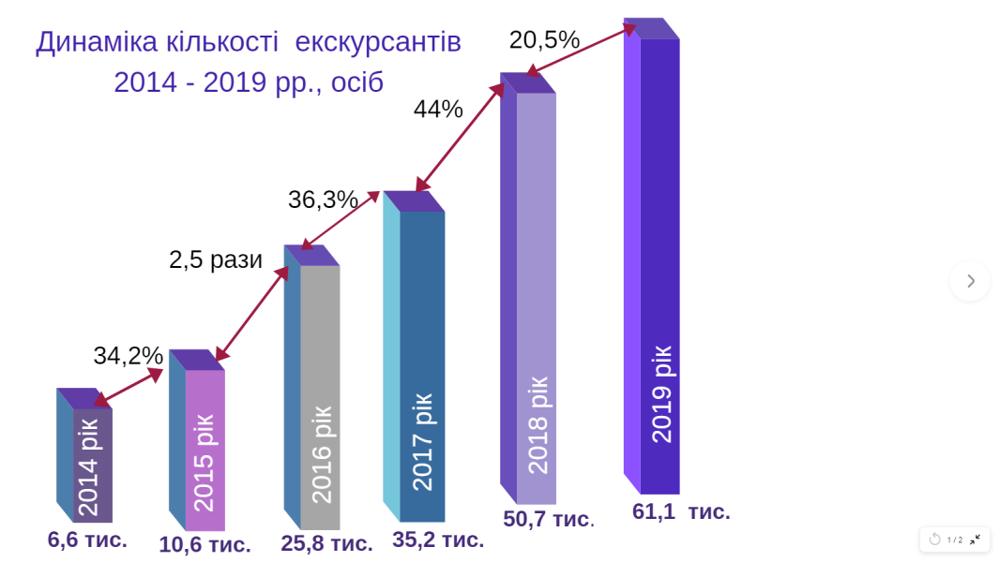 Динаміка кількості  екскурсантів
2014 - 2019 рр., осіб
20,5%
44%
36,3%
2,5 рази
34,2%
2014 рік
2015 рік
2016 рік
2017 рік
2018 рік
2019 рік
6,6 тис.
10,6 тис.
25,8 тис.
35,2 тис.
50,7 тис.
61,1  тис.
1 / 2